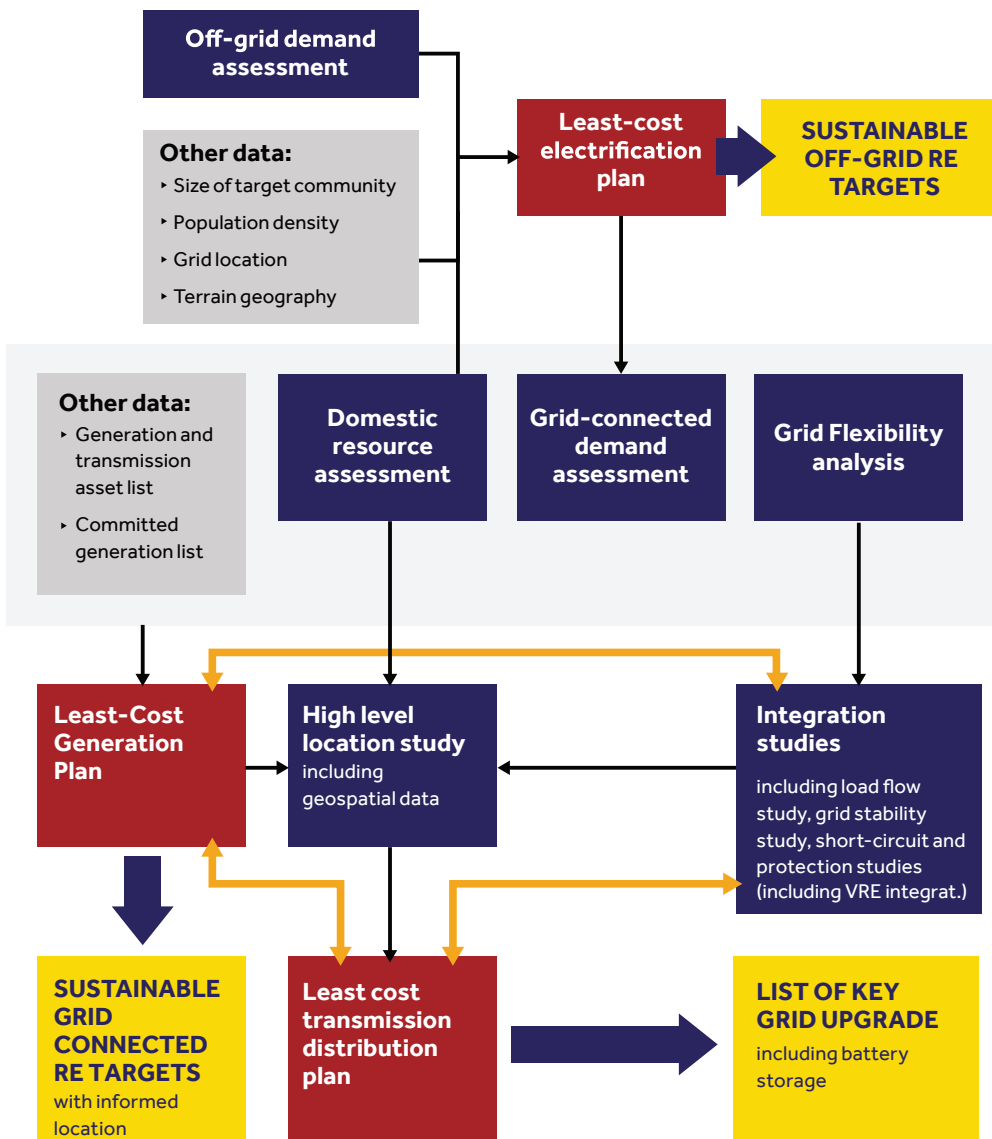 Off-grid demand
assessment
Least-cost
electrification
plan
SUSTAINABLE
OFF-GRID RE
TARGETS
Other data:
‣ Size of target community
‣ Population density
‣ Grid location
‣ Terrain geography
Other data:
‣ Generation and
transmission
asset list
‣ Committed
generation list
Domestic
resource
assessment
Grid-connected
demand
assessment
Grid Flexibility
analysis
Least-Cost
Generation
Plan
High level
location study
including
geospatial data
Integration
studies
including load flow
study, grid stability
study, short-circuit and
protection studies
(including VRE integrat.)
SUSTAINABLE
GRID
CONNECTED
RE TARGETS
with informed
location
Least cost
transmission
distribution
plan
LIST OF KEY
GRID UPGRADE
including battery
storage